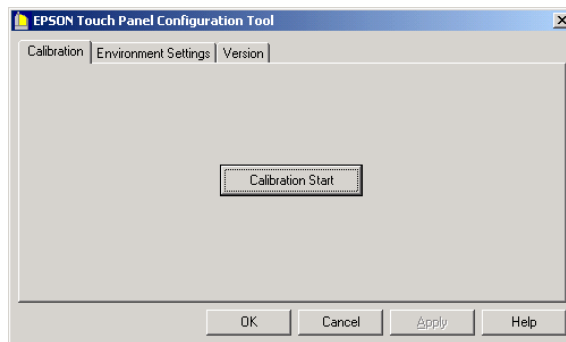 EPSON Touch Panel Configuration Tool
Calibration Environment Settings Version
Calibration Start
OK Cancel Apply Help